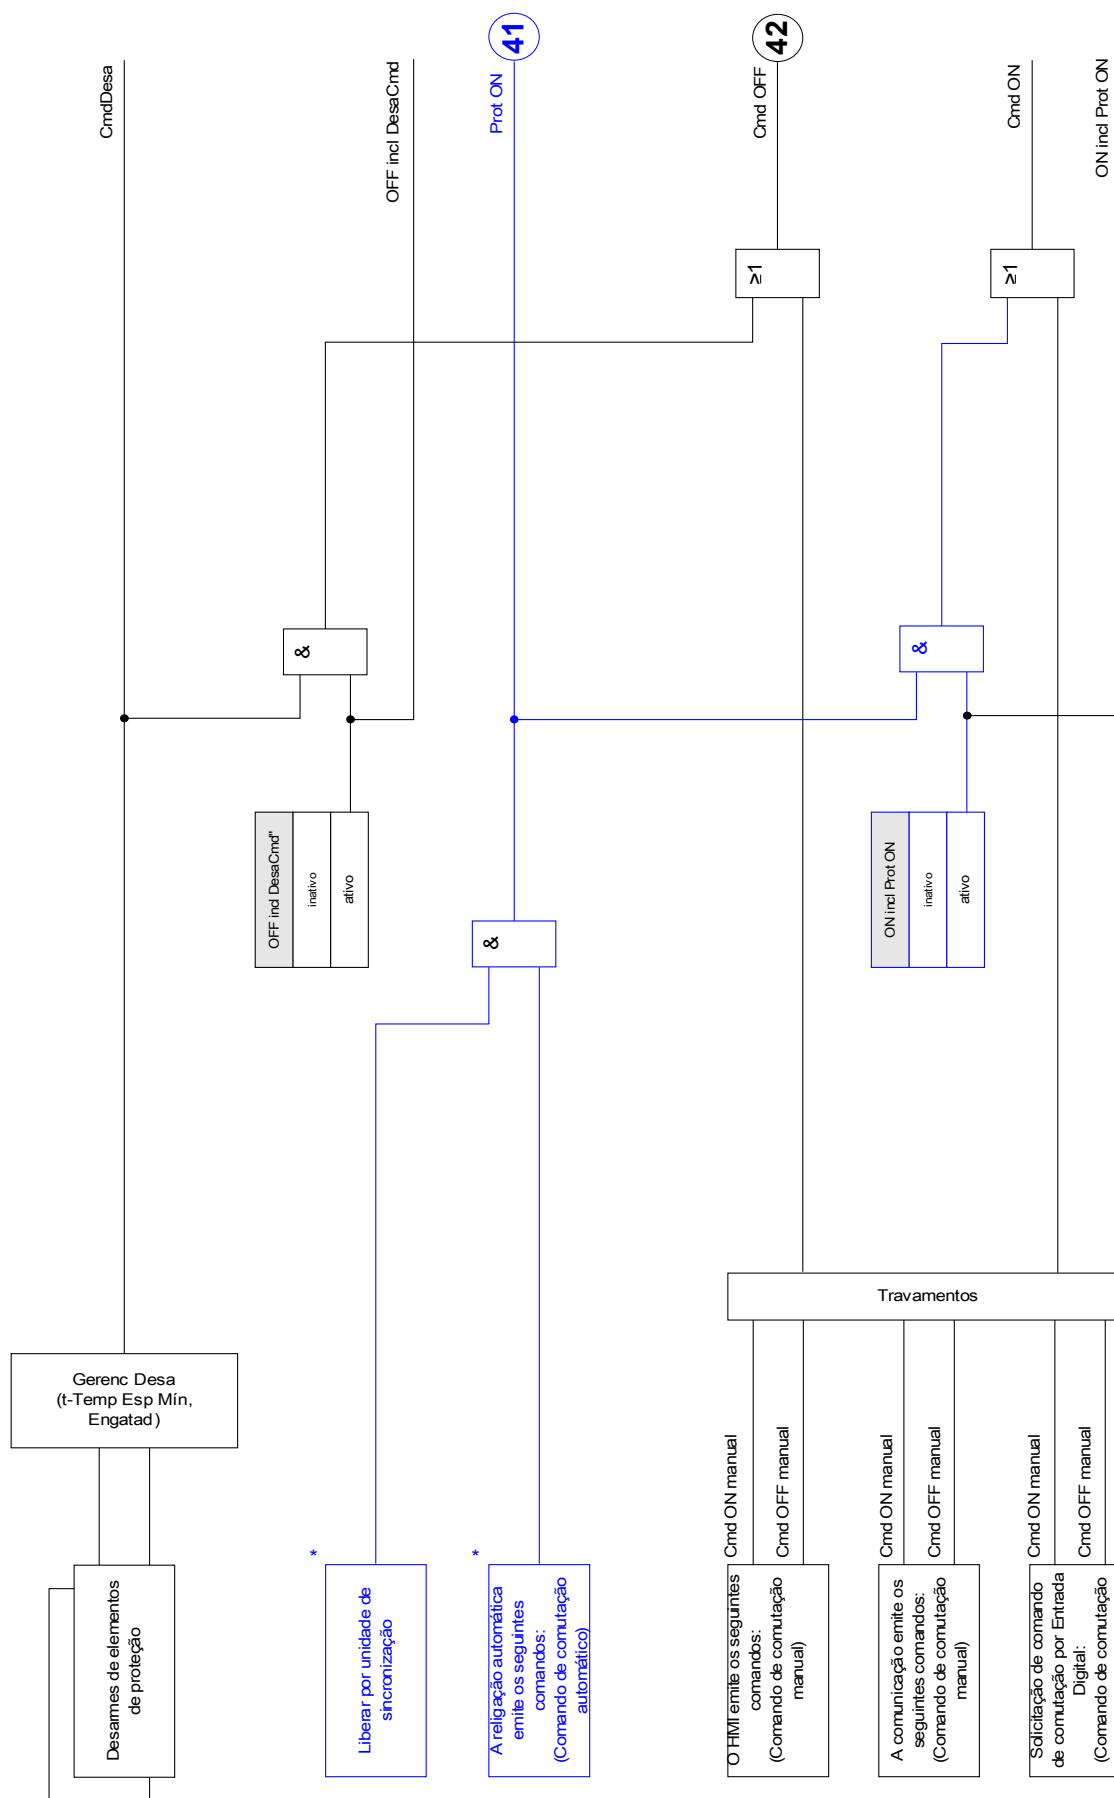 41
42
CmdDesa
OFF incl DesaCmd
Prot ON
Cmd OFF
Cmd ON
ON incl Prot ON
≥1
≥1
&
&
OFF incl DesaCmd"
inativo
ativo
ON incl Prot ON
inativo
ativo
&
Travamentos
Gerenc Desa
(t-Temp Esp Mín,
Engatad)
Cmd ON manual
Cmd OFF manual
Cmd ON manual
Cmd OFF manual
Cmd ON manual
Cmd OFF manual
*
*
Desarmes de elementos
de proteção
Liberar por unidade de
sincronização
A religação automática
emite os seguintes
comandos:
(Comando de comutação
automático)
O HMI emite os seguintes
comandos:
(Comando de comutação
manual)
A comunicação emite os
seguintes comandos:
(Comando de comutação
manual)
Solicitação de comando
de comutação por Entrada
Digital:
(Comando de comutação